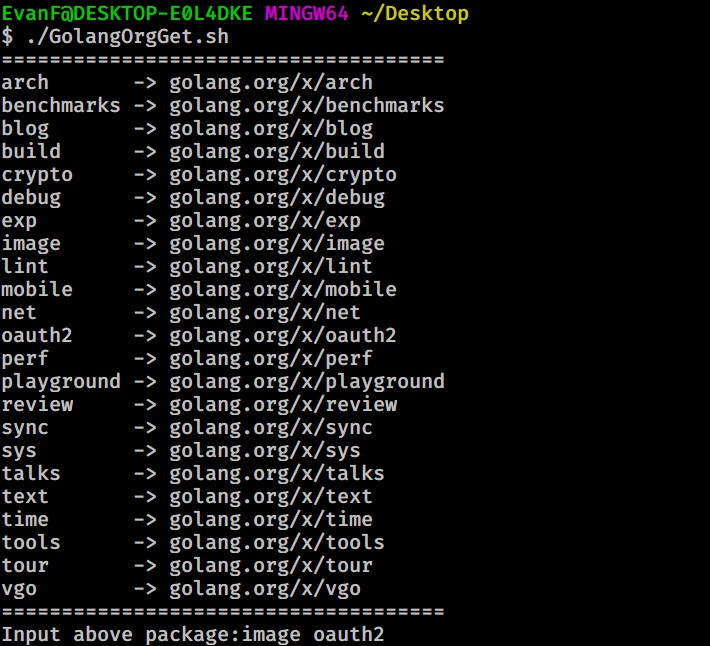 EvanF@DESKTOP-E0L4DKE MINGW64 ~/Desktop
$ ./GolangOrgGet.sh
=====================================
arch       -> golang.org/x/arch
benchmarks -> golang.org/x/benchmarks
blog       -> golang.org/x/blog
build      -> golang.org/x/build
crypto     -> golang.org/x/crypto
debug      -> golang.org/x/debug
exp        -> golang.org/x/exp
image      -> golang.org/x/image
lint       -> golang.org/x/lint
mobile     -> golang.org/x/mobile
net        -> golang.org/x/net
oauth2     -> golang.org/x/oauth2
perf       -> golang.org/x/perf
playground -> golang.org/x/playground
review     -> golang.org/x/review
sync       -> golang.org/x/sync
sys        -> golang.org/x/sys
talks      -> golang.org/x/talks
text       -> golang.org/x/text
time       -> golang.org/x/time
tools      -> golang.org/x/tools
tour       -> golang.org/x/tour
vgo        -> golang.org/x/vgo
=====================================
Input above package:image oauth2